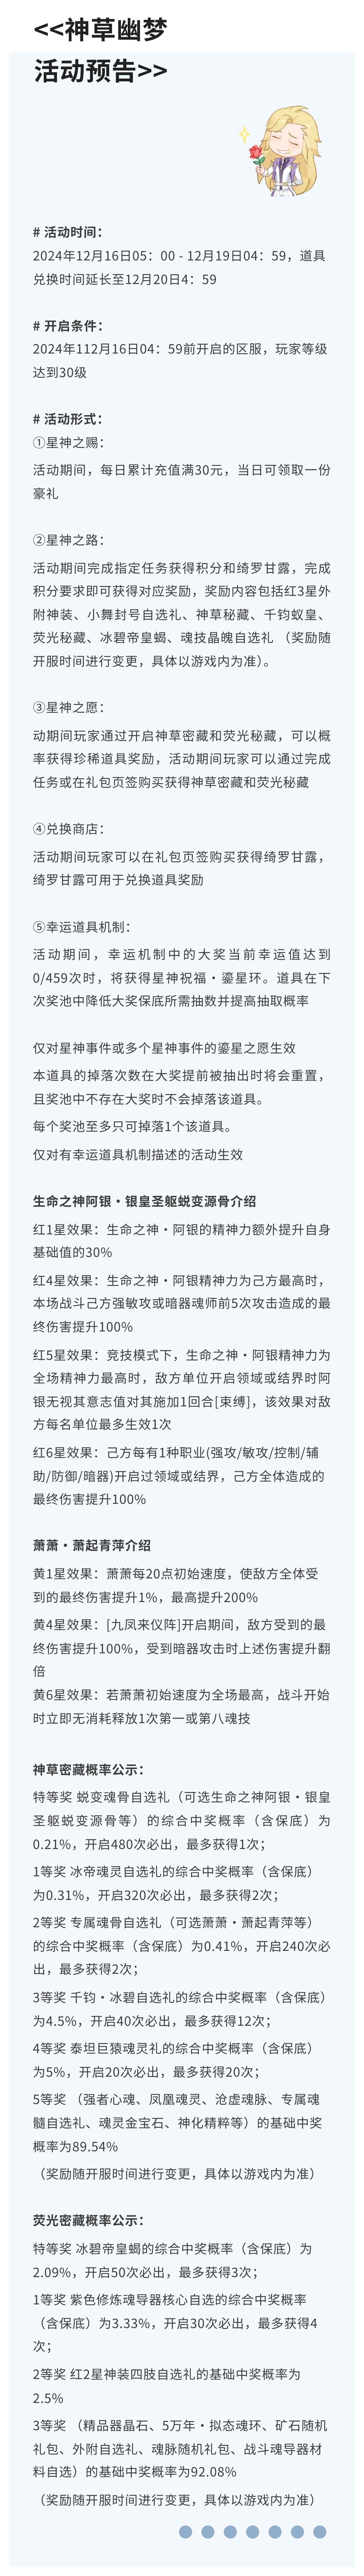 <<神草幽梦
活动预告>>
# 活动时间：
2024年12月16日05：00 - 12月19日04：59，道具
兑换时间延长至12月20日4：59
# 开启条件：
2024年112月16日04：59前开启的区服，玩家等级
达到30级
# 活动形式：
①星神之赐：
活动期间，每日累计充值满30元，当日可领取一份
豪礼
②星神之路：
活动期间完成指定任务获得积分和绮罗甘露，完成
积分要求即可获得对应奖励，奖励内容包括红3星外
附神装、小舞封号自选礼、神草秘藏、千钧蚁皇、
荧光秘藏、冰碧帝皇蝎、魂技晶魄自选礼 （奖励随
开服时间进行变更，具体以游戏内为准）。
③星神之愿：
动期间玩家通过开启神草密藏和荧光秘藏，可以概
率获得珍稀道具奖励，活动期间玩家可以通过完成
任务或在礼包页签购买获得神草密藏和荧光秘藏
④兑换商店：
活动期间玩家可以在礼包页签购买获得绮罗甘露，
绮罗甘露可用于兑换道具奖励
⑤幸运道具机制：
活动期间，幸运机制中的大奖当前幸运值达到
0/459次时，将获得星神祝福·鎏星环。道具在下
次奖池中降低大奖保底所需抽数并提高抽取概率
仅对星神事件或多个星神事件的鎏星之愿生效
本道具的掉落次数在大奖提前被抽出时将会重置，
且奖池中不存在大奖时不会掉落该道具。
每个奖池至多只可掉落1个该道具。
仅对有幸运道具机制描述的活动生效
生命之神阿银·银皇圣躯蜕变源骨介绍
红1星效果：生命之神·阿银的精神力额外提升自身
基础值的30%
红4星效果：生命之神·阿银精神力为己方最高时，
本场战斗己方强敏攻或暗器魂师前5次攻击造成的最
终伤害提升100%
红5星效果：竞技模式下，生命之神·阿银精神力为
全场精神力最高时，敌方单位开启领域或结界时阿
银无视其意志值对其施加1回合[束缚]，该效果对敌
方每名单位最多生效1次
红6星效果：己方每有1种职业(强攻/敏攻/控制/辅
助/防御/暗器)开启过领域或结界，己方全体造成的
最终伤害提升100%
萧萧·萧起青萍介绍
黄1星效果：萧萧每20点初始速度，使敌方全体受
到的最终伤害提升1%，最高提升200%
黄4星效果：[九凤来仪阵]开启期间，敌方受到的最
终伤害提升100%，受到暗器攻击时上述伤害提升翻
倍
黄6星效果：若萧萧初始速度为全场最高，战斗开始
时立即无消耗释放1次第一或第八魂技
神草密藏概率公示：
特等奖 蜕变魂骨自选礼（可选生命之神阿银·银皇
圣躯蜕变源骨等）的综合中奖概率（含保底）为
0.21%，开启480次必出，最多获得1次；
1等奖 冰帝魂灵自选礼的综合中奖概率（含保底）
为0.31%，开启320次必出，最多获得2次；
2等奖 专属魂骨自选礼（可选萧萧·萧起青萍等）
的综合中奖概率（含保底）为0.41%，开启240次必
出，最多获得2次；
3等奖 千钧·冰碧自选礼的综合中奖概率（含保底）
为4.5%，开启40次必出，最多获得12次；
4等奖 泰坦巨猿魂灵礼的综合中奖概率（含保底）
为5%，开启20次必出，最多获得20次；
5等奖 （强者心魂、凤凰魂灵、沧虚魂脉、专属魂
髓自选礼、魂灵金宝石、神化精粹等）的基础中奖
概率为89.54%
（奖励随开服时间进行变更，具体以游戏内为准）
荧光密藏概率公示：
特等奖 冰碧帝皇蝎的综合中奖概率（含保底）为
2.09%，开启50次必出，最多获得3次；
1等奖 紫色修炼魂导器核心自选的综合中奖概率
（含保底）为3.33%，开启30次必出，最多获得4
次；
2等奖 红2星神装四肢自选礼的基础中奖概率为
2.5%
3等奖 （精品器晶石、5万年·拟态魂环、矿石随机
礼包、外附自选礼、魂脉随机礼包、战斗魂导器材
料自选）的基础中奖概率为92.08%
（奖励随开服时间进行变更，具体以游戏内为准）